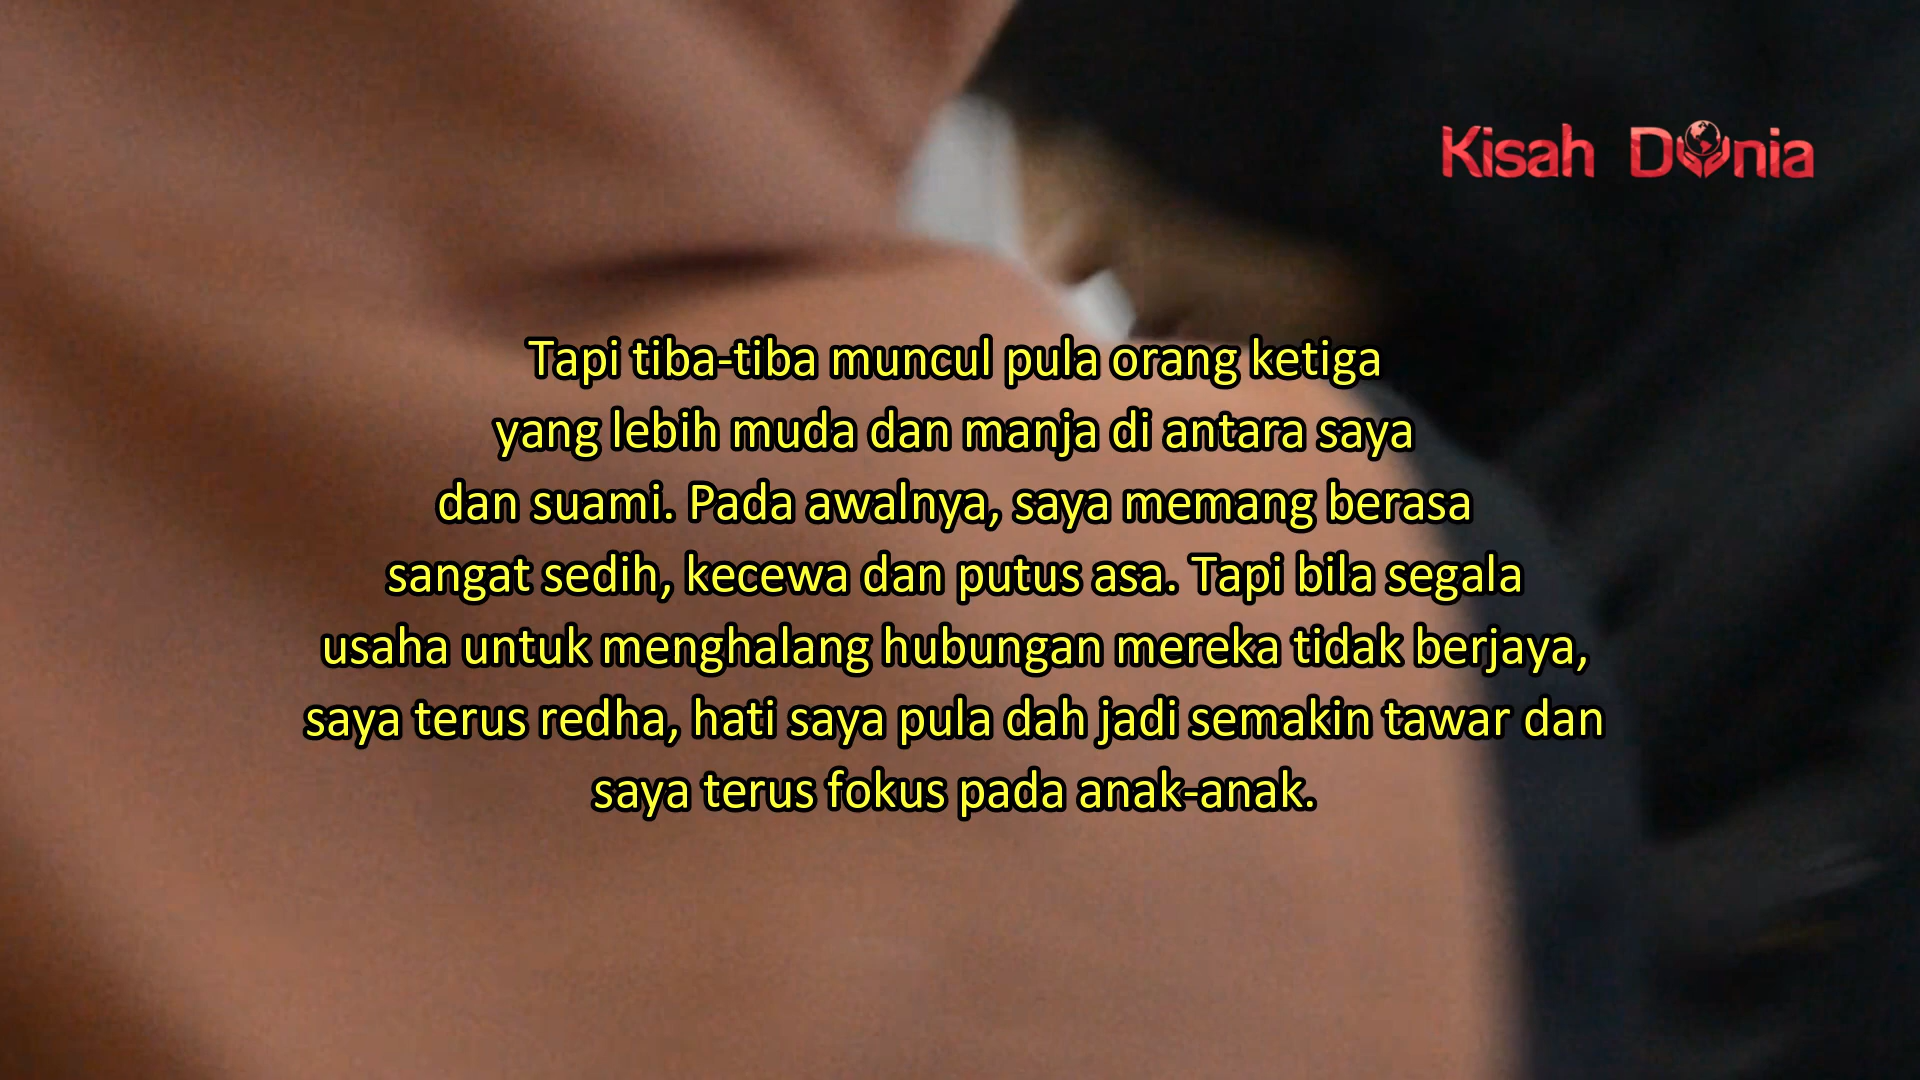 Kisah Dunia
Tapi tiba-tiba muncul pula orang ketiga
yang lebih muda dan manja di antara saya
dan suami. Pada awalnya, saya memang berasa
sangat sedih, kecewa dan putus asa. Tapi bila segala
usaha untuk menghalang hubungan mereka tidak berjaya,
saya terus redha, hati saya pula dah jadi semakin tawar dan
saya terus fokus pada anak-anak.